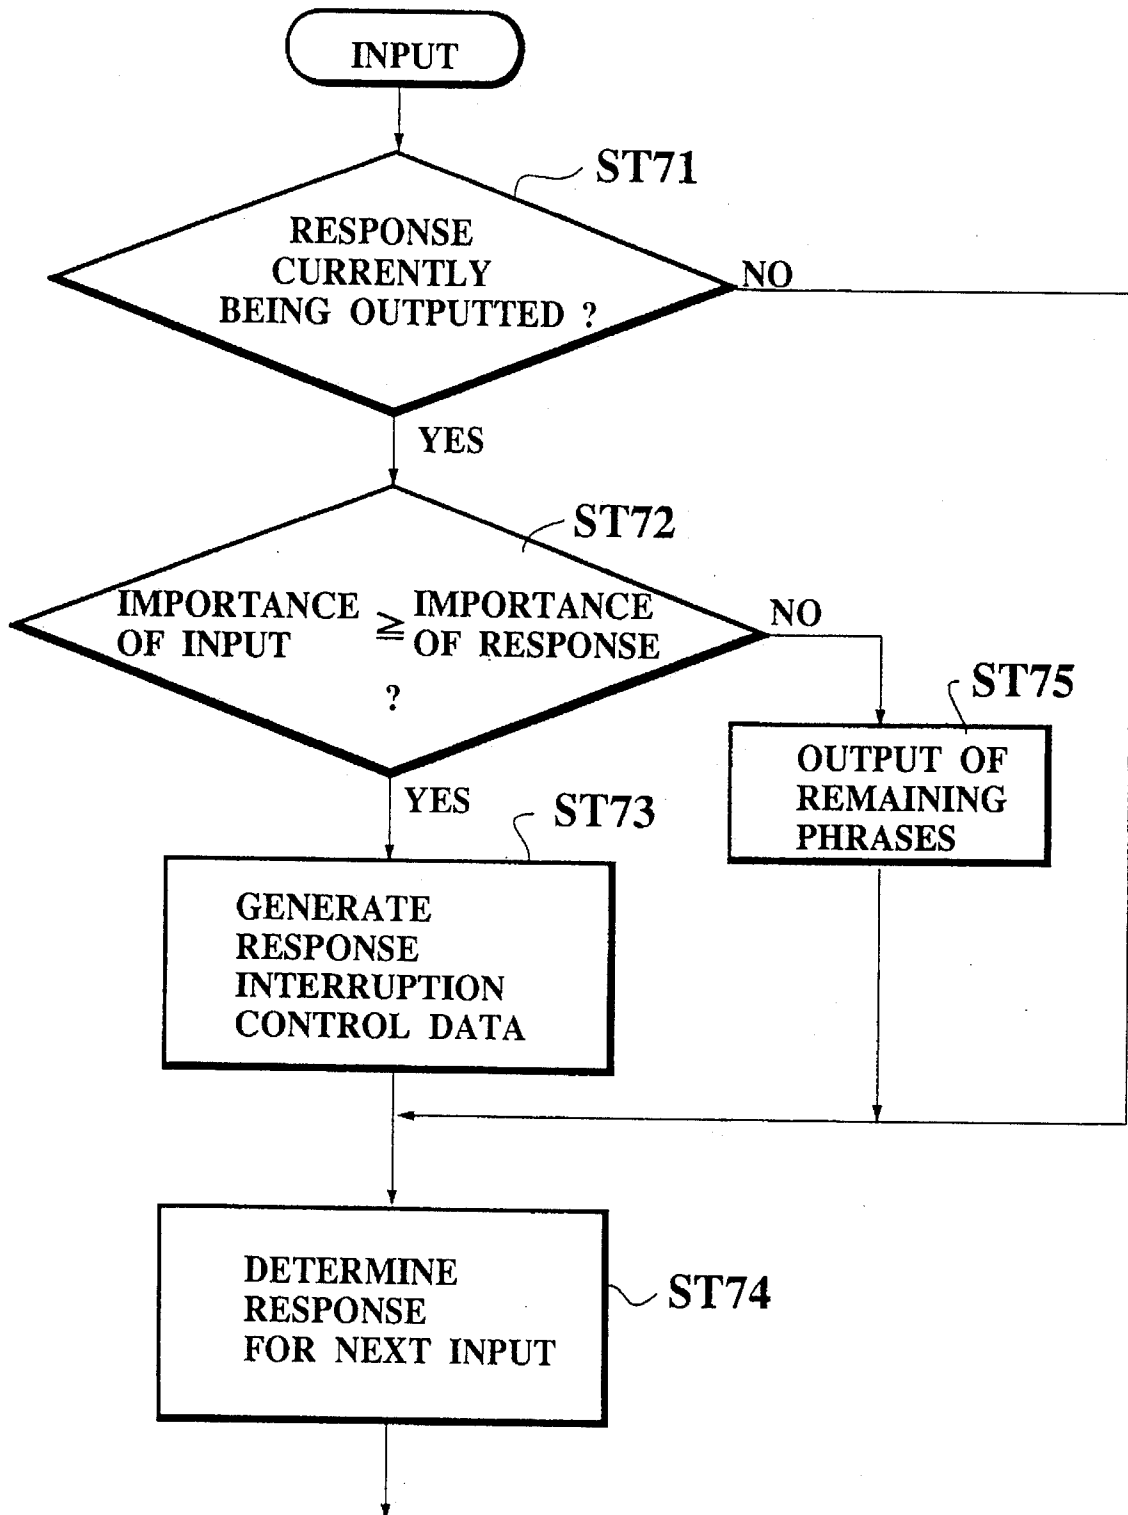 INPUT
ST71
RESPONSE
CURRENTLY
BEING OUTPUTTED ?
NO
YES
ST72
IMPORTANCE ≧ IMPORTANCE
OF INPUT OF RESPONSE
?
NO
ST75
OUTPUT OF
REMAINING
PHRASES
YES
ST73
GENERATE
RESPONSE
INTERRUPTION
CONTROL DATA
DETERMINE
RESPONSE
FOR NEXT INPUT
ST74